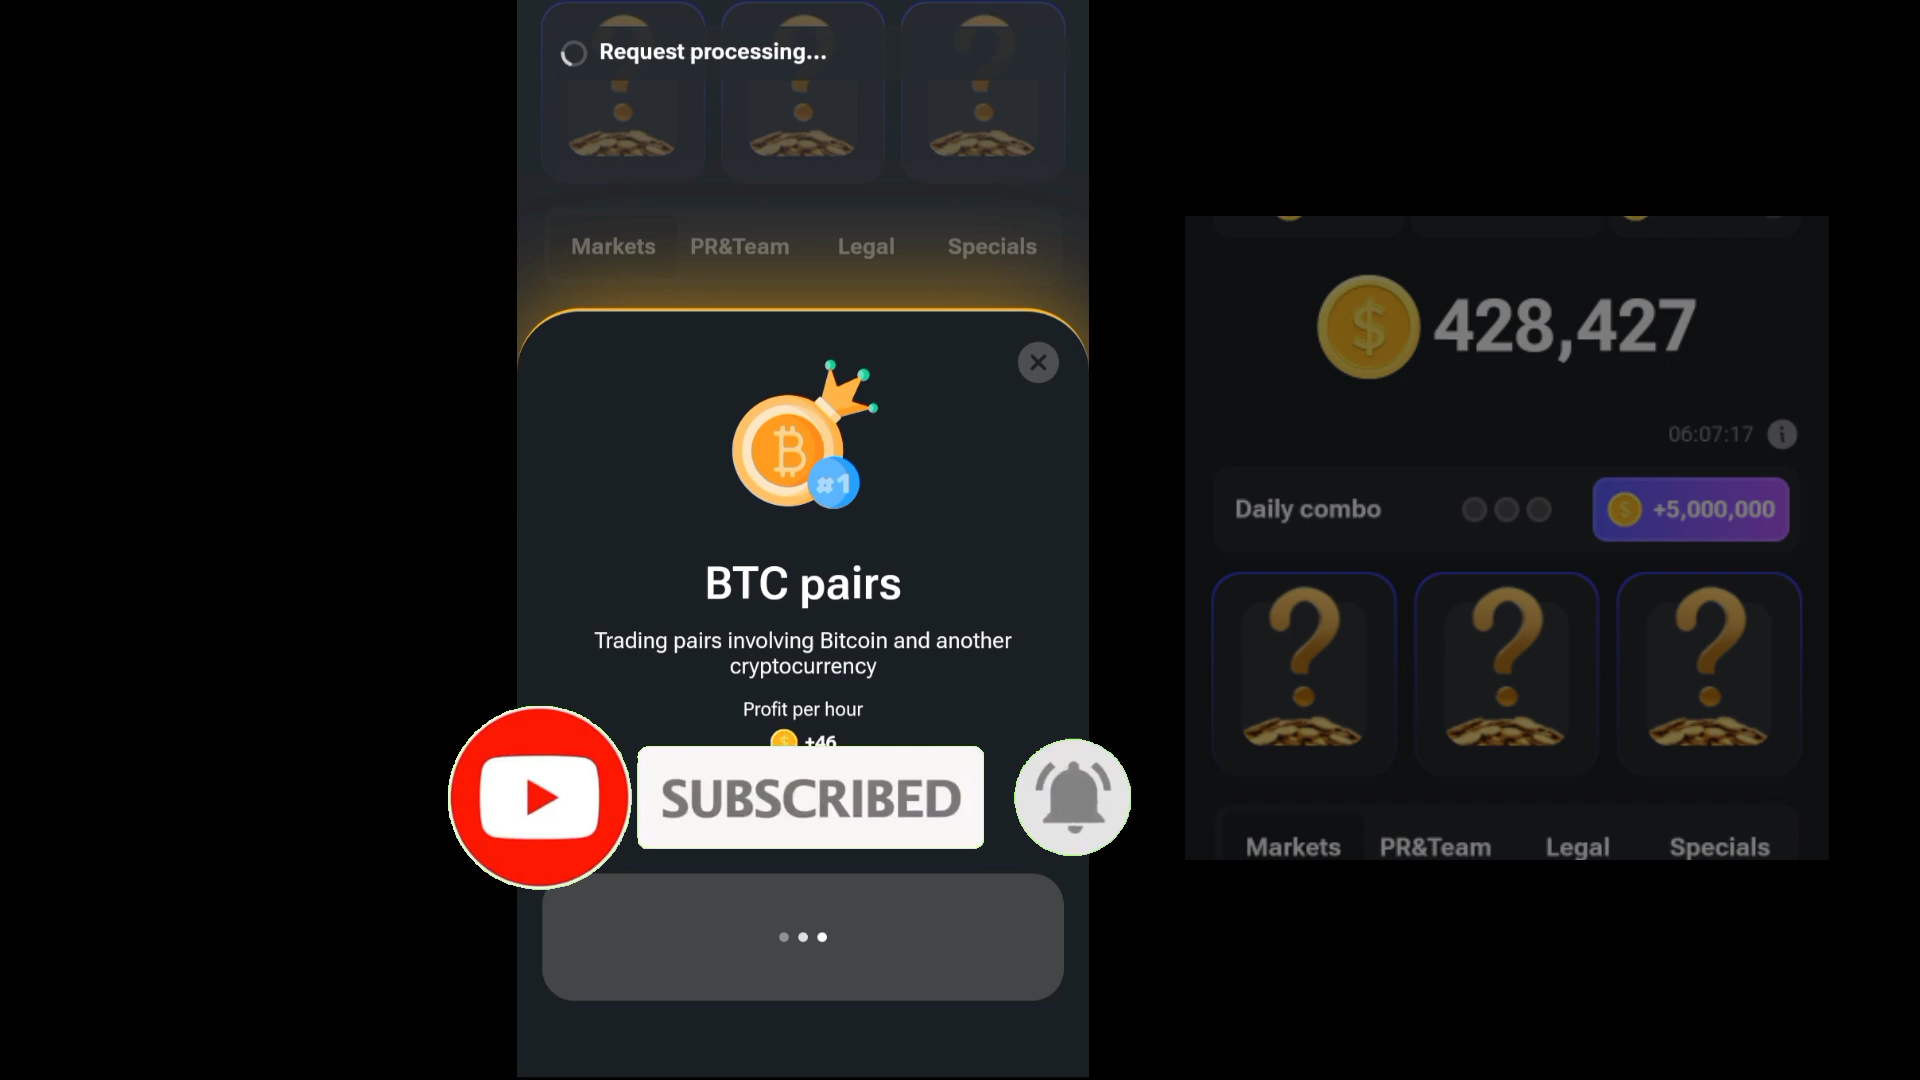 Request processing...
Markets PR&Team Legal Specials
#1
BTC pairs
Trading pairs involving Bitcoin and another
cryptocurrency
Profit per hour
+46
SUBSCRIBED
428,427
06:07:17
Daily combo +5,000,000
Markets PR&Team Legal Specials